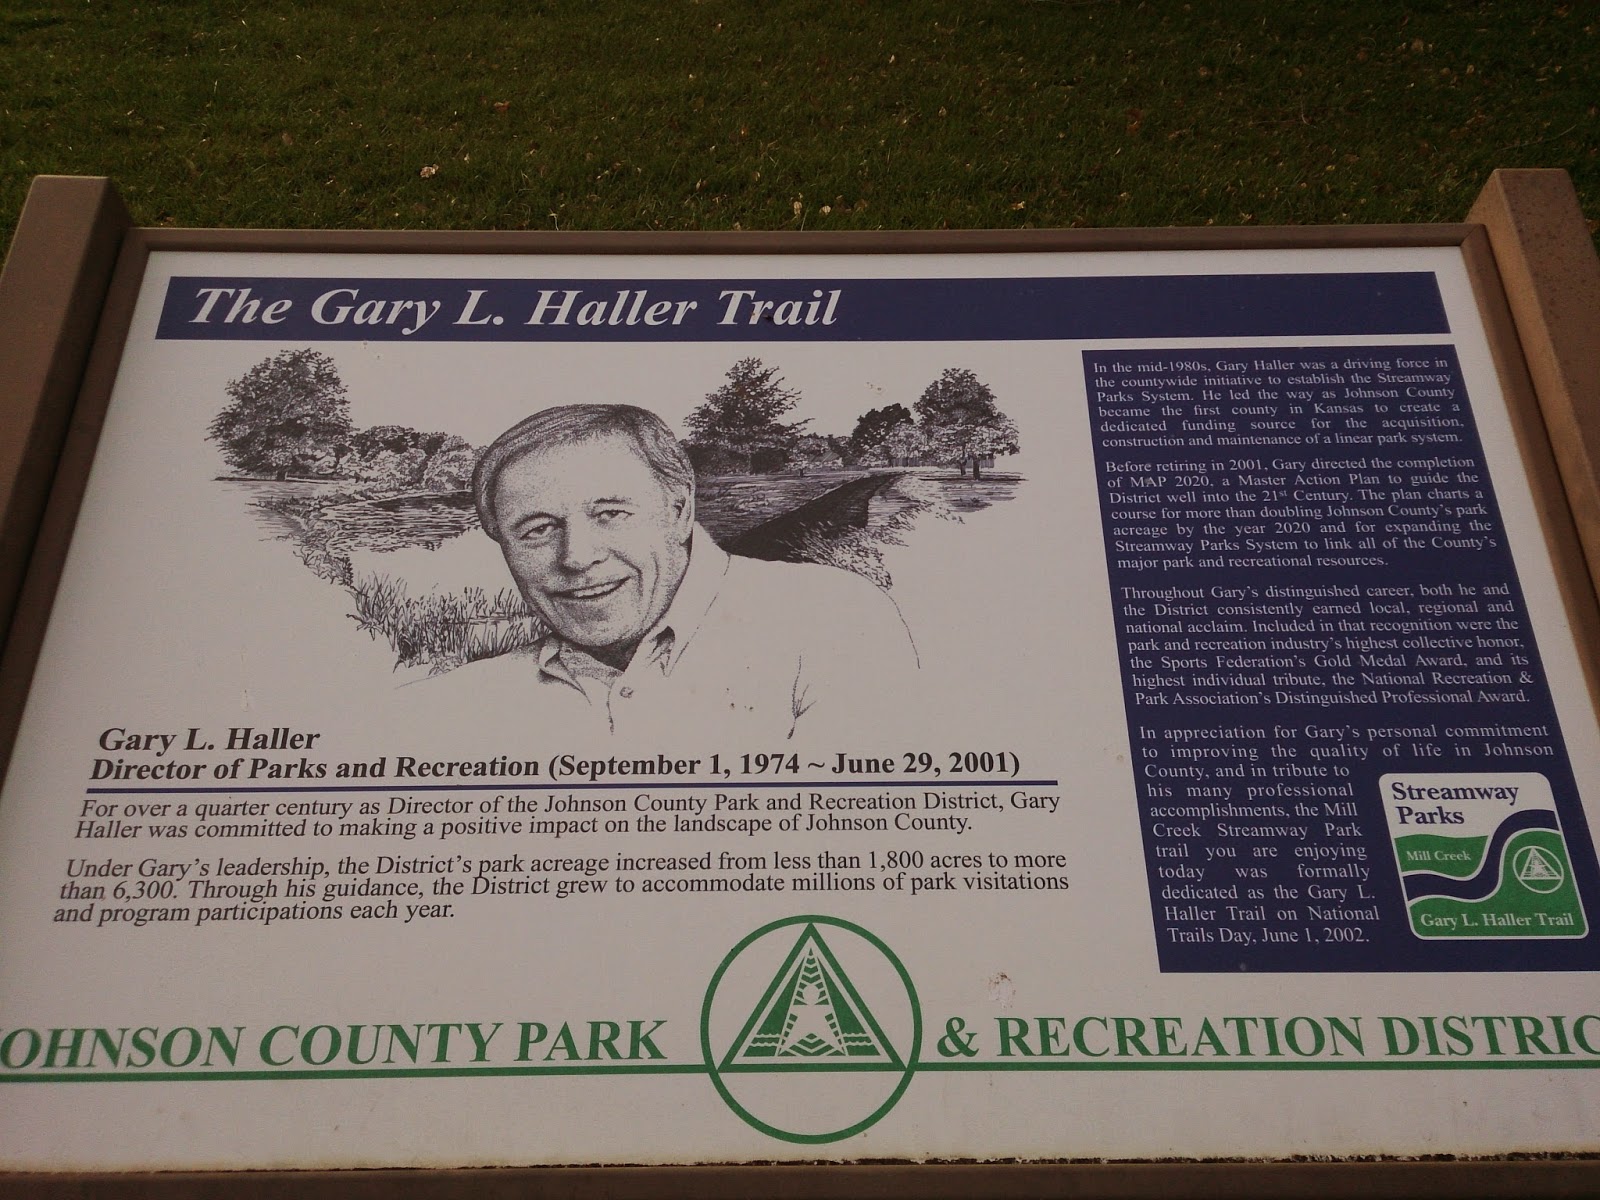 The Gary L. Haller Trail
Gary L. Haller
Director of Parks and Recreation (September 1, 1974 ~ June 29, 2001)
For over a quarter century as Director of the Johnson County Park and Recreation District, Gary
Haller was committed to making a positive impact on the landscape of Johnson County.
Under Gary's leadership, the District's park acreage increased from less than 1,800 acres to more
than 6,300. Through his guidance, the District grew to accommodate millions of park visitations
and program participations each year.
In the mid-1980s, Gary Haller was a driving force in
the countywide initiative to establish the Streamway
Parks System. He led the way as Johnson County
became the first county in Kansas to create a
dedicated funding source for the acquisition,
construction and maintenance of a linear park system.
Before retiring in 2001, Gary directed the completion
of MAP 2020, a Master Action Plan to guide the
District well into the 21st Century. The plan charts a
course for more than doubling Johnson County's park
acreage by the year 2020 and for expanding the
Streamway Parks System to link all of the County's
major park and recreational resources.
Throughout Gary's distinguished career, both he and
the District consistently earned local, regional and
national acclaim. Included in that recognition were the
park and recreation industry's highest collective honor,
the Sports Federation's Gold Medal Award, and its
highest individual tribute, the National Recreation &
Park Association's Distinguished Professional Award.
In appreciation for Gary's personal commitment
to improving the quality of life in Johnson
County, and in tribute to
his many professional
accomplishments, the Mill
Creek Streamway Park
trail you are enjoying
today was formally
dedicated as the Gary L.
Haller Trail on National
Trails Day, June 1, 2002.
Streamway
Parks
Mill Creek
Gary L. Haller Trail
JOHNSON COUNTY PARK & RECREATION DISTRIC